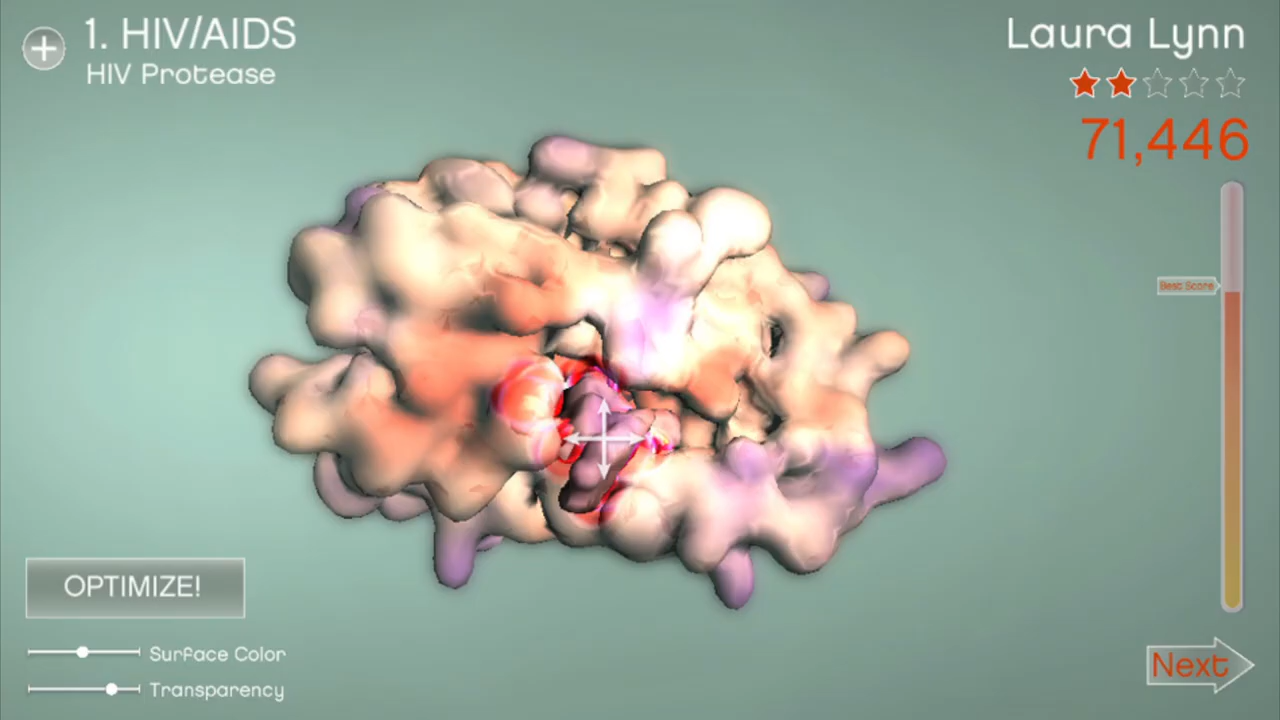 1. HIV/AIDS
HIV Protease
Laura Lynn
71,446
Best Score
OPTIMIZE!
Surface Color
Transparency
Next